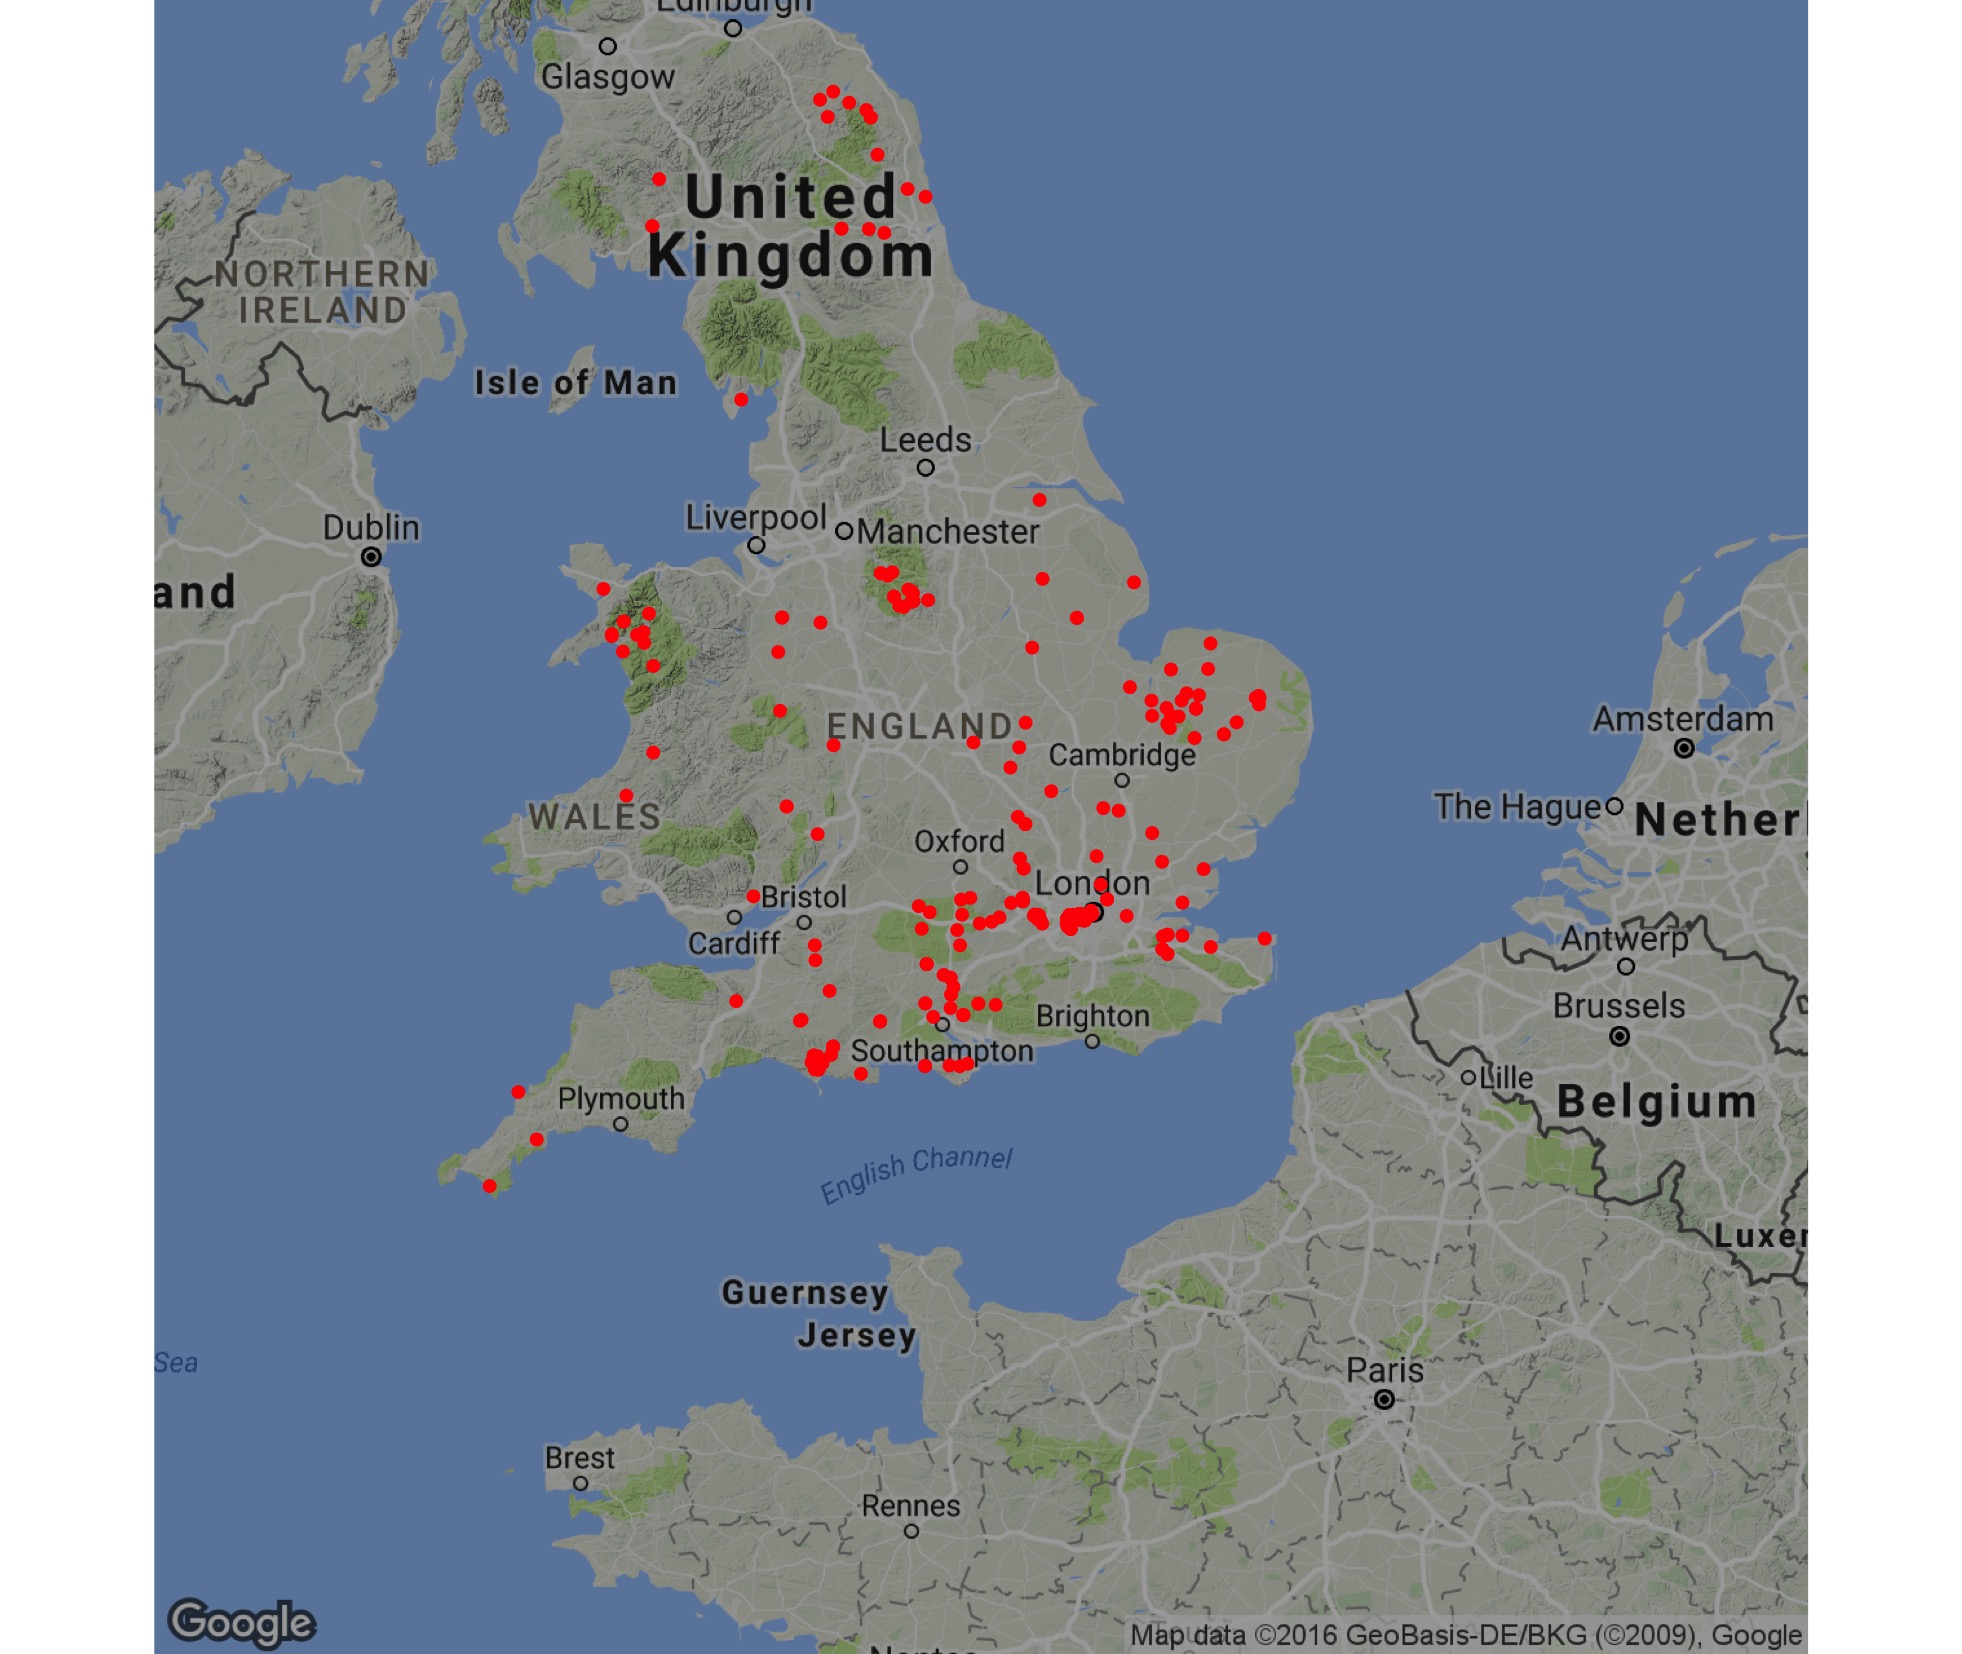 Edinburgh
Glasgow
United
Kingdom
NORTHERN
IRELAND
Isle of Man
Leeds
Liverpool
Manchester
Dublin
and
ENGLAND
Cambridge
Amsterdam
The Hague
Nether
WALES
Oxford
London
Bristol
Cardiff
Antwerp
Brussels
Brighton
Southampton
Lille
Belgium
Plymouth
English Channel
Luxer
Guernsey
Jersey
Sea
Paris
Brest
Rennes
Google
Map data ©2016 GeoBasis-DE/BKG (©2009), Google